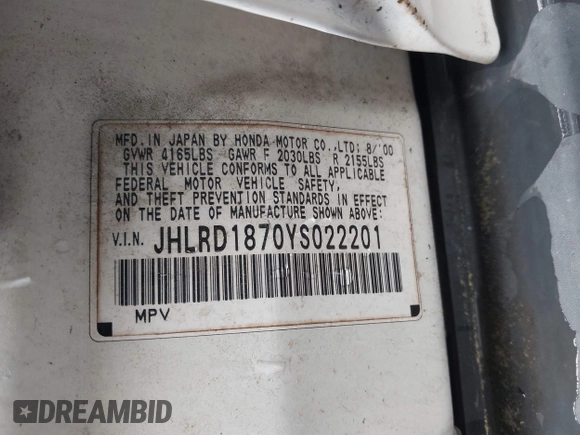 MFD. IN JAPAN BY HONDA MOTOR CO.,LTD; 8/'00
GVWR 4165LBS GAWR F 2030LBS R 2155LBS
THIS VEHICLE CONFORMS TO ALL APPLICABLE
FEDERAL MOTOR VEHICLE SAFETY,
AND THEFT PREVENTION STANDARDS IN EFFECT
ON THE DATE OF MANUFACTURE SHOWN ABOVE:
V.I.N. JHLRD1870YS022201
MPV
DREAMBID